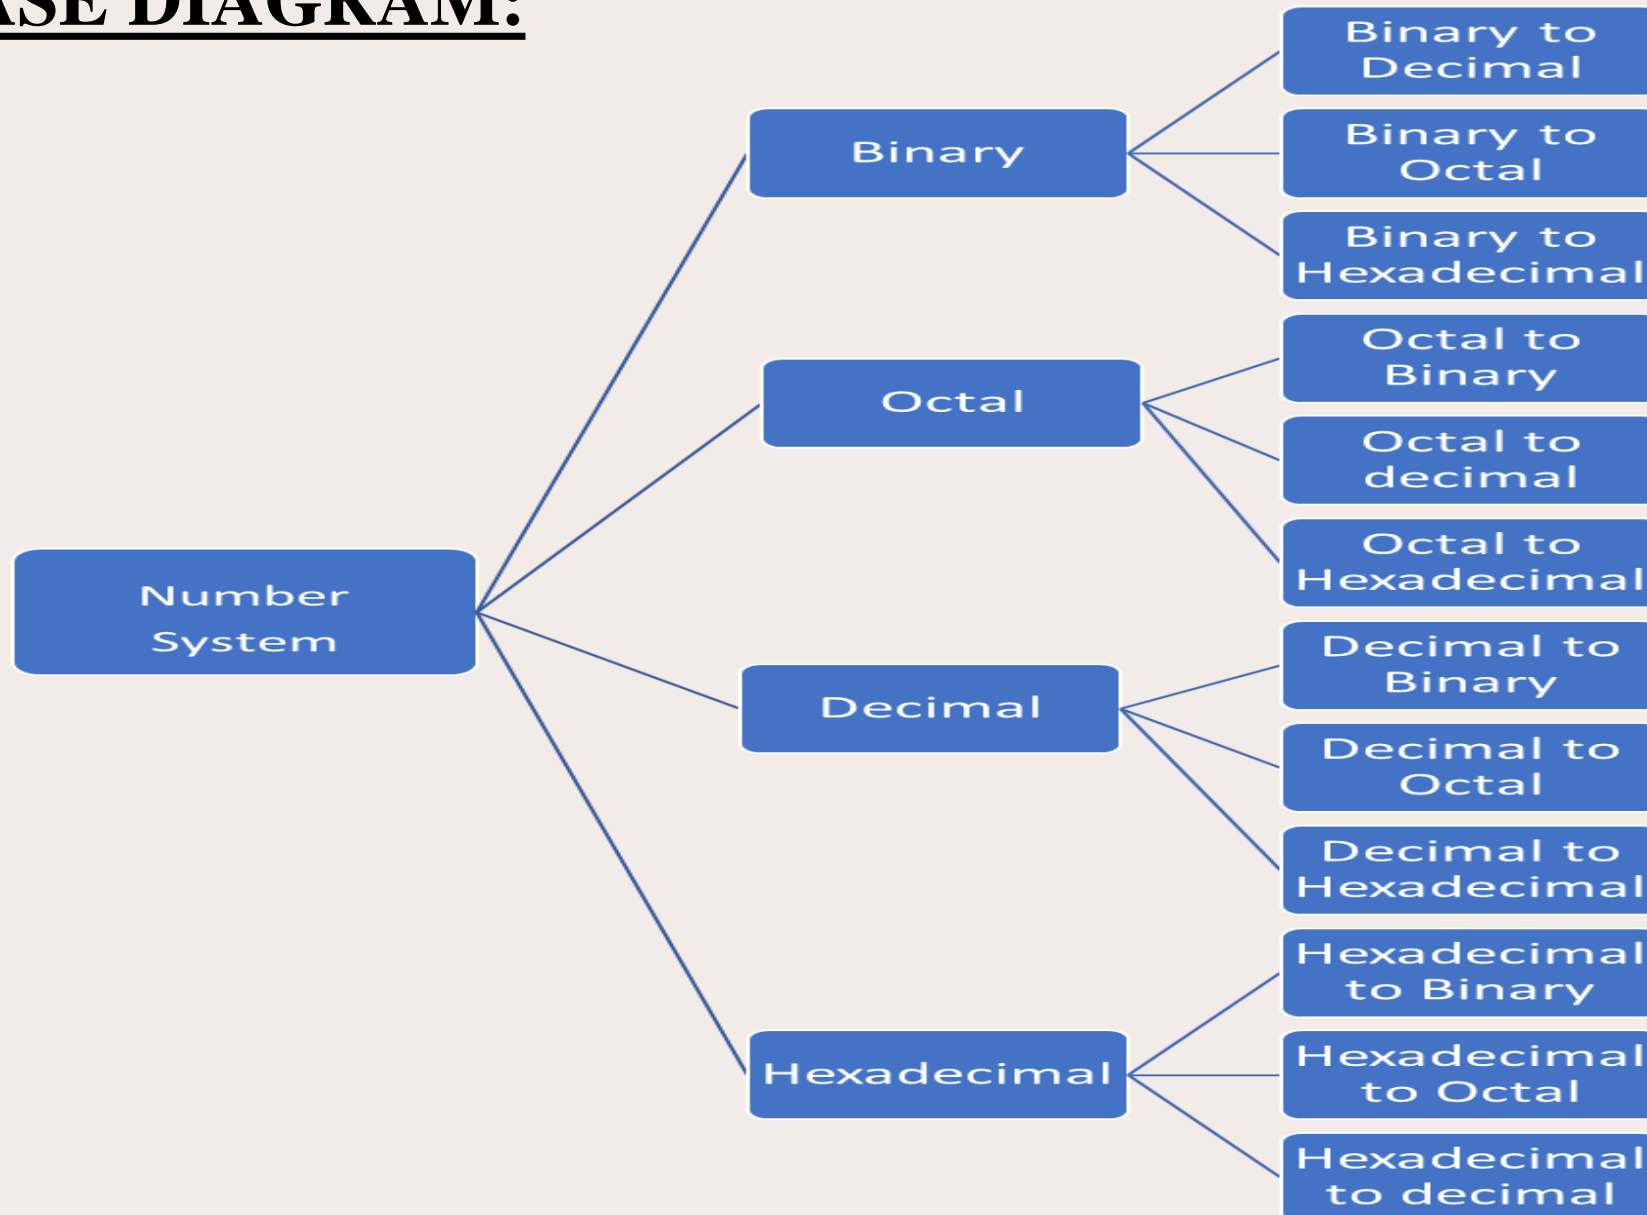 DIAGRAM:
Binary to
Decimal
Binary to
Octal
Binary to
Hexadecimal
Octal to
Binary
Octal to
decimal
Octal to
Hexadecimal
Decimal to
Binary
Decimal to
Octal
Decimal to
Hexadecimal
Hexadecimal
to Binary
Hexadecimal
to Octal
Hexadecimal
to decimal
Binary
Octal
Decimal
Hexadecimal
Number
System